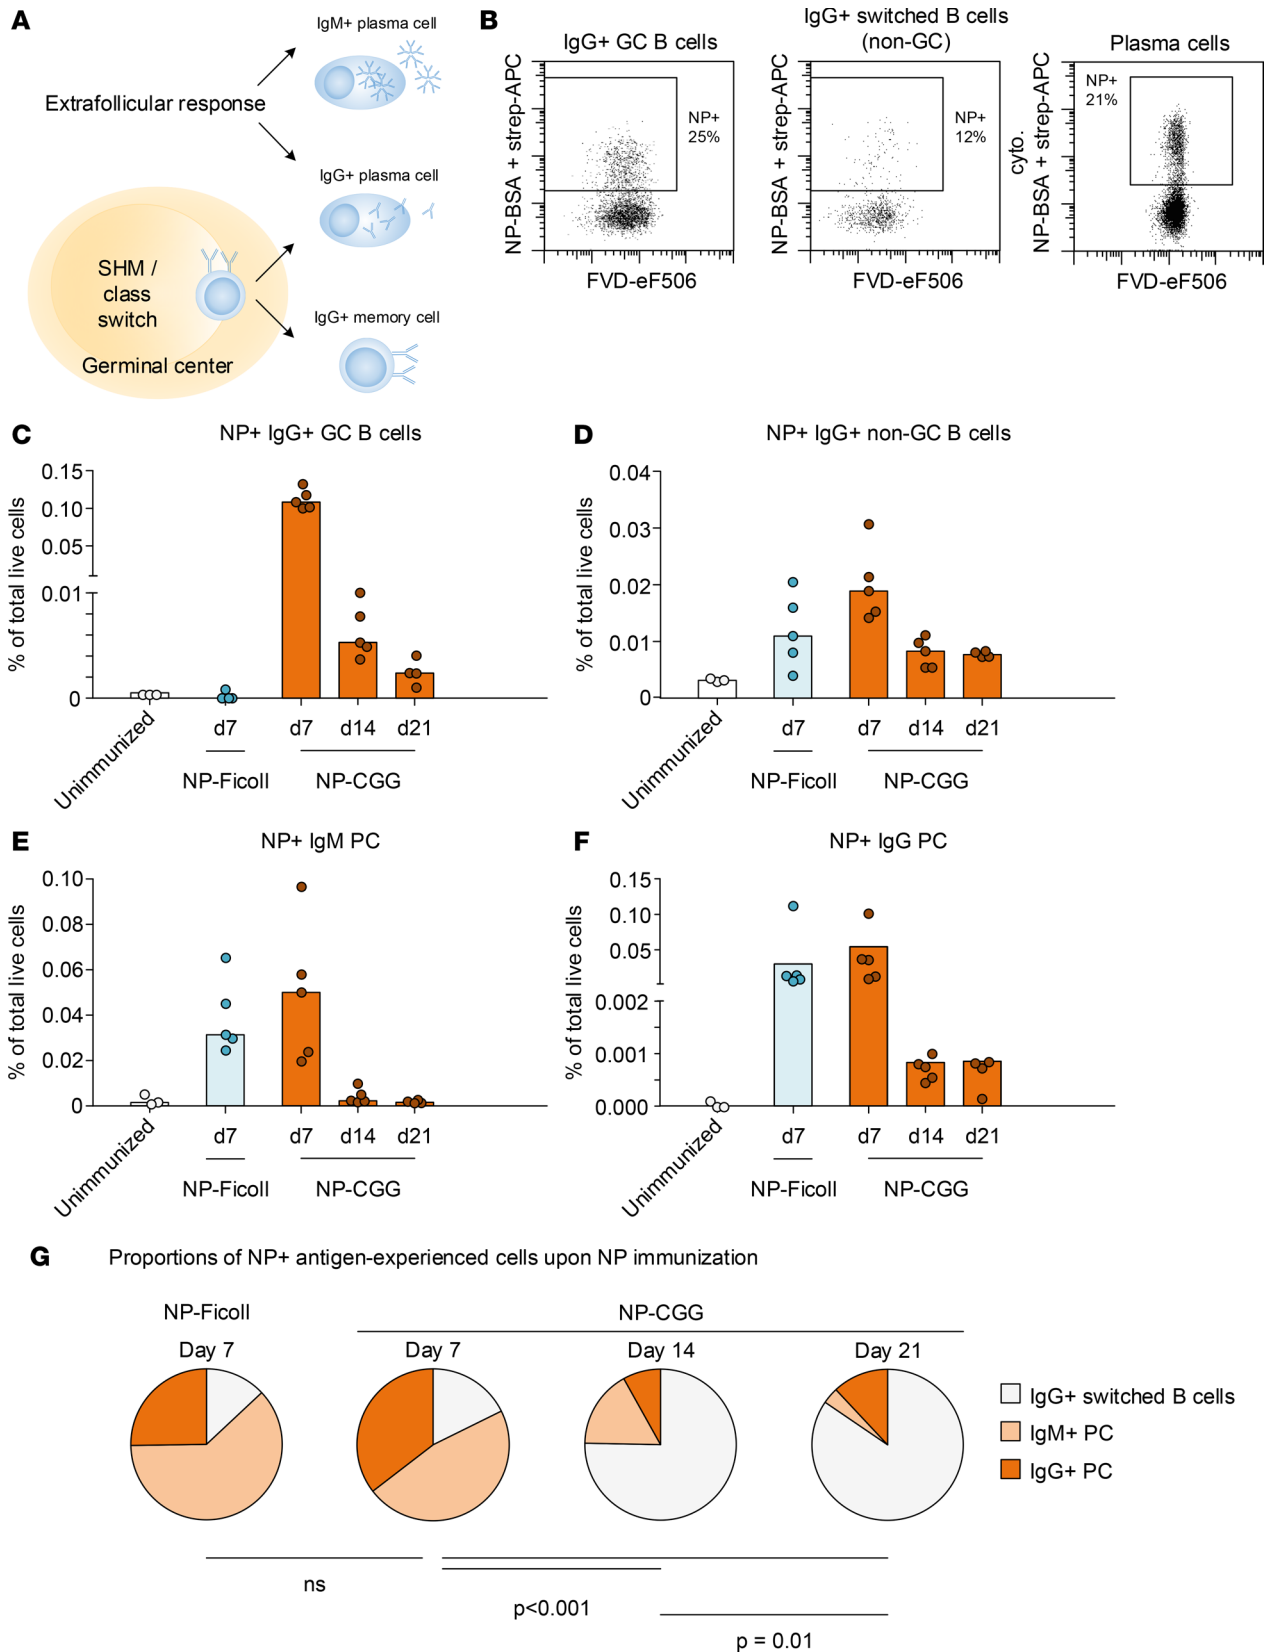 A
IgM+ plasma cell
Extrafollicular response
IgG+ plasma cell
SHM /
class
switch
Germinal center
IgG+ memory cell
B
IgG+ GC B cells
NP-BSA + strep-APC
NP+
25%
FVD-eF506
IgG+ switched B cells
(non-GC)
NP-BSA + strep-APC
NP+
12%
FVD-eF506
Plasma cells
cyto.
NP-BSA + strep-APC
NP+
21%
FVD-eF506
C
NP+ IgG+ GC B cells
% of total live cells
0.15
0.10
0.05
0.01
0
Unimmunized
d7
d7
d14
d21
NP-Ficoll
NP-CGG
D
NP+ IgG+ non-GC B cells
% of total live cells
0.04
0.03
0.02
0.01
0
Unimmunized
d7
d7
d14
d21
NP-Ficoll
NP-CGG
E
NP+ IgM PC
% of total live cells
0.10
0.08
0.06
0.04
0.02
0
Unimmunized
d7
d7
d14
d21
NP-Ficoll
NP-CGG
F
NP+ IgG PC
% of total live cells
0.15
0.10
0.05
0.002
0.001
0.000
Unimmunized
d7
d7
d14
d21
NP-Ficoll
NP-CGG
G
Proportions of NP+ antigen-experienced cells upon NP immunization
NP-Ficoll
NP-CGG
Day 7
Day 7
Day 14
Day 21
IgG+ switched B cells
IgM+ PC
IgG+ PC
ns
p<0.001
p = 0.01